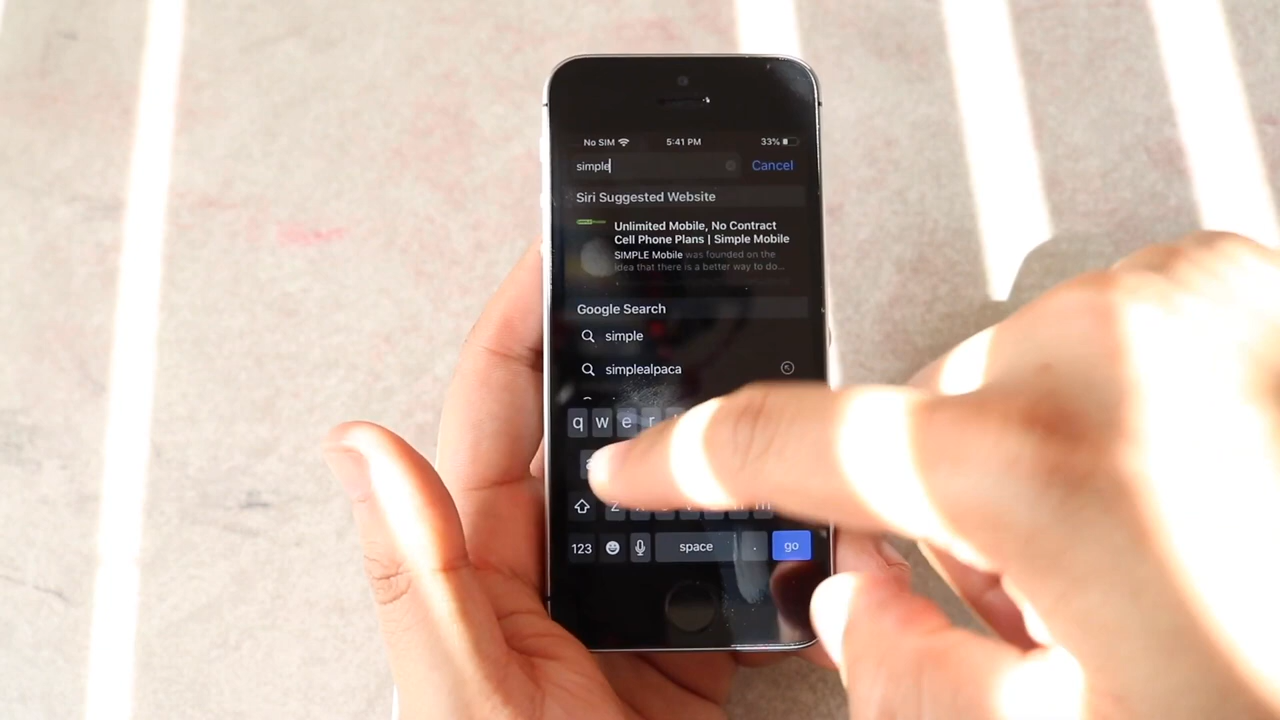 No SIM 5:41 PM 33%
simple Cancel
Siri Suggested Website
Unlimited Mobile, No Contract
Cell Phone Plans | Simple Mobile
SIMPLE Mobile was founded on the
idea that there is a better way to do...
Google Search
simple
simplealpaca
q w e r
a
z x c v b n m
123 space . go